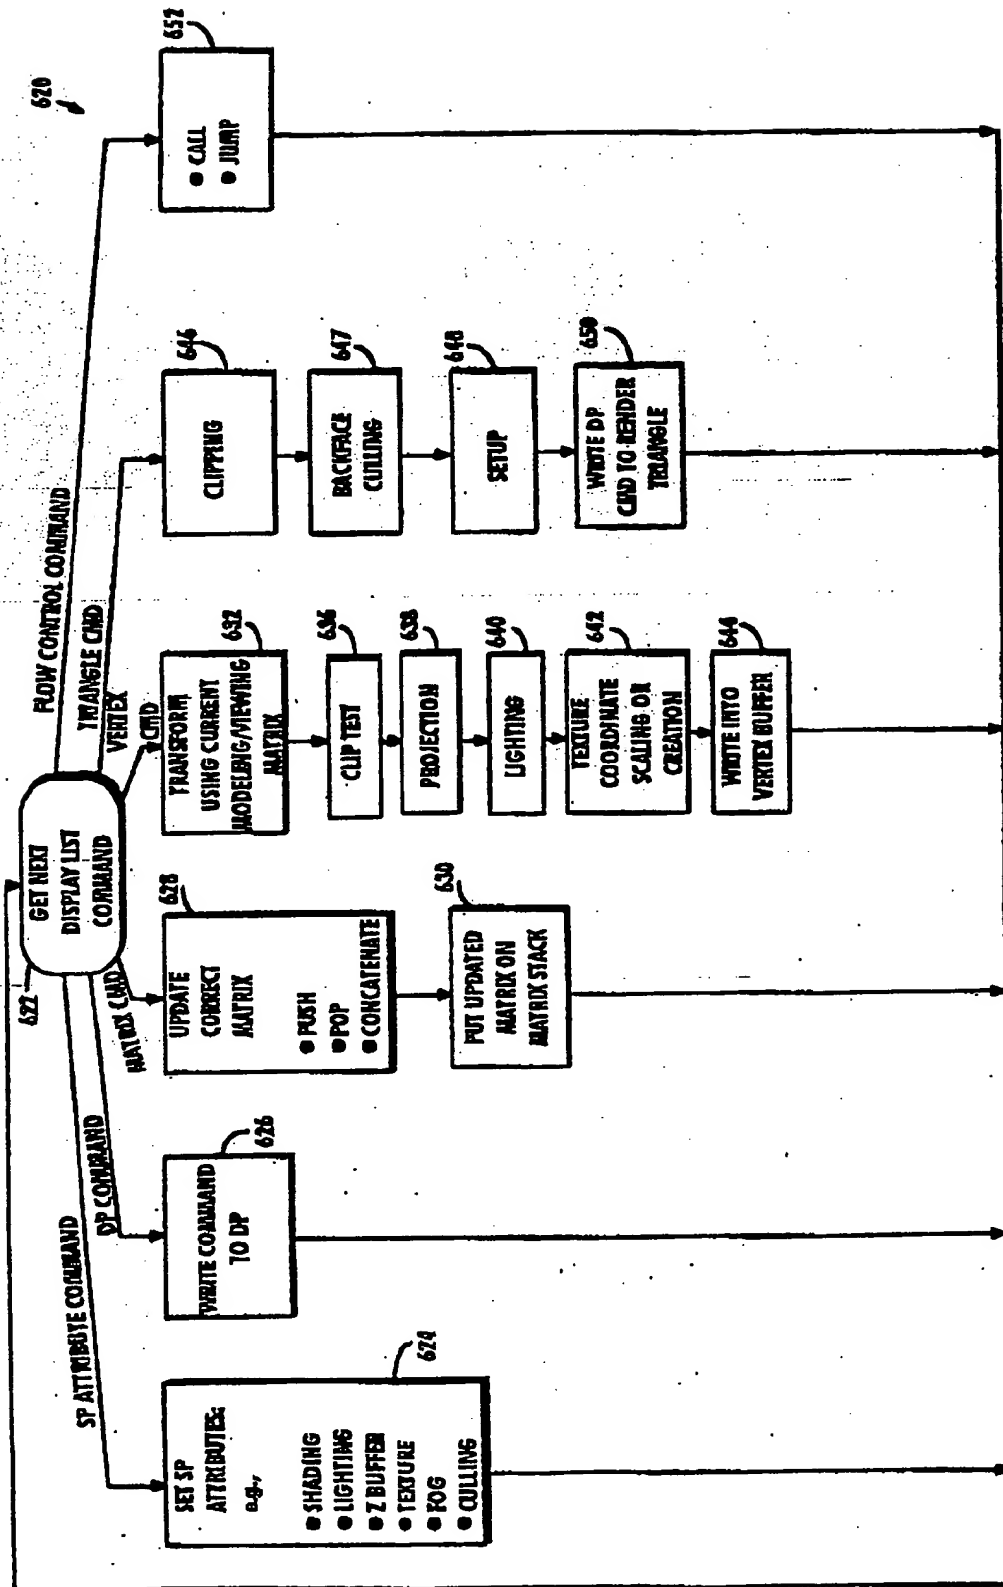 620
622
GET NEXT
DISPLAY LIST
COMMAND
SP ATTRIBUTE COMMAND
DP COMMAND
MATRIX CMD
VERTEX
CMD
TRIANGLE CMD
FLOW CONTROL COMMAND
624
SET SP
ATTRIBUTES:
e.g.,
● SHADING
● LIGHTING
● Z BUFFER
● TEXTURE
● FOG
● CULLING
626
WRITE COMMAND
TO DP
628
UPDATE
CORRECT
MATRIX
● PUSH
● POP
● CONCATENATE
630
PUT UPDATED
MATRIX ON
MATRIX STACK
632
TRANSFORM
USING CURRENT
MODELING/VIEWING
MATRIX
636
CLIP TEST
638
PROJECTION
640
LIGHTING
642
TEXTURE
COORDINATE
SCALING OR
CREATION
644
WRITE INTO
VERTEX BUFFER
646
CLIPPING
647
BACKFACE
CULLING
648
SETUP
650
WRITE DP
CMD TO RENDER
TRIANGLE
652
● CALL
● JUMP